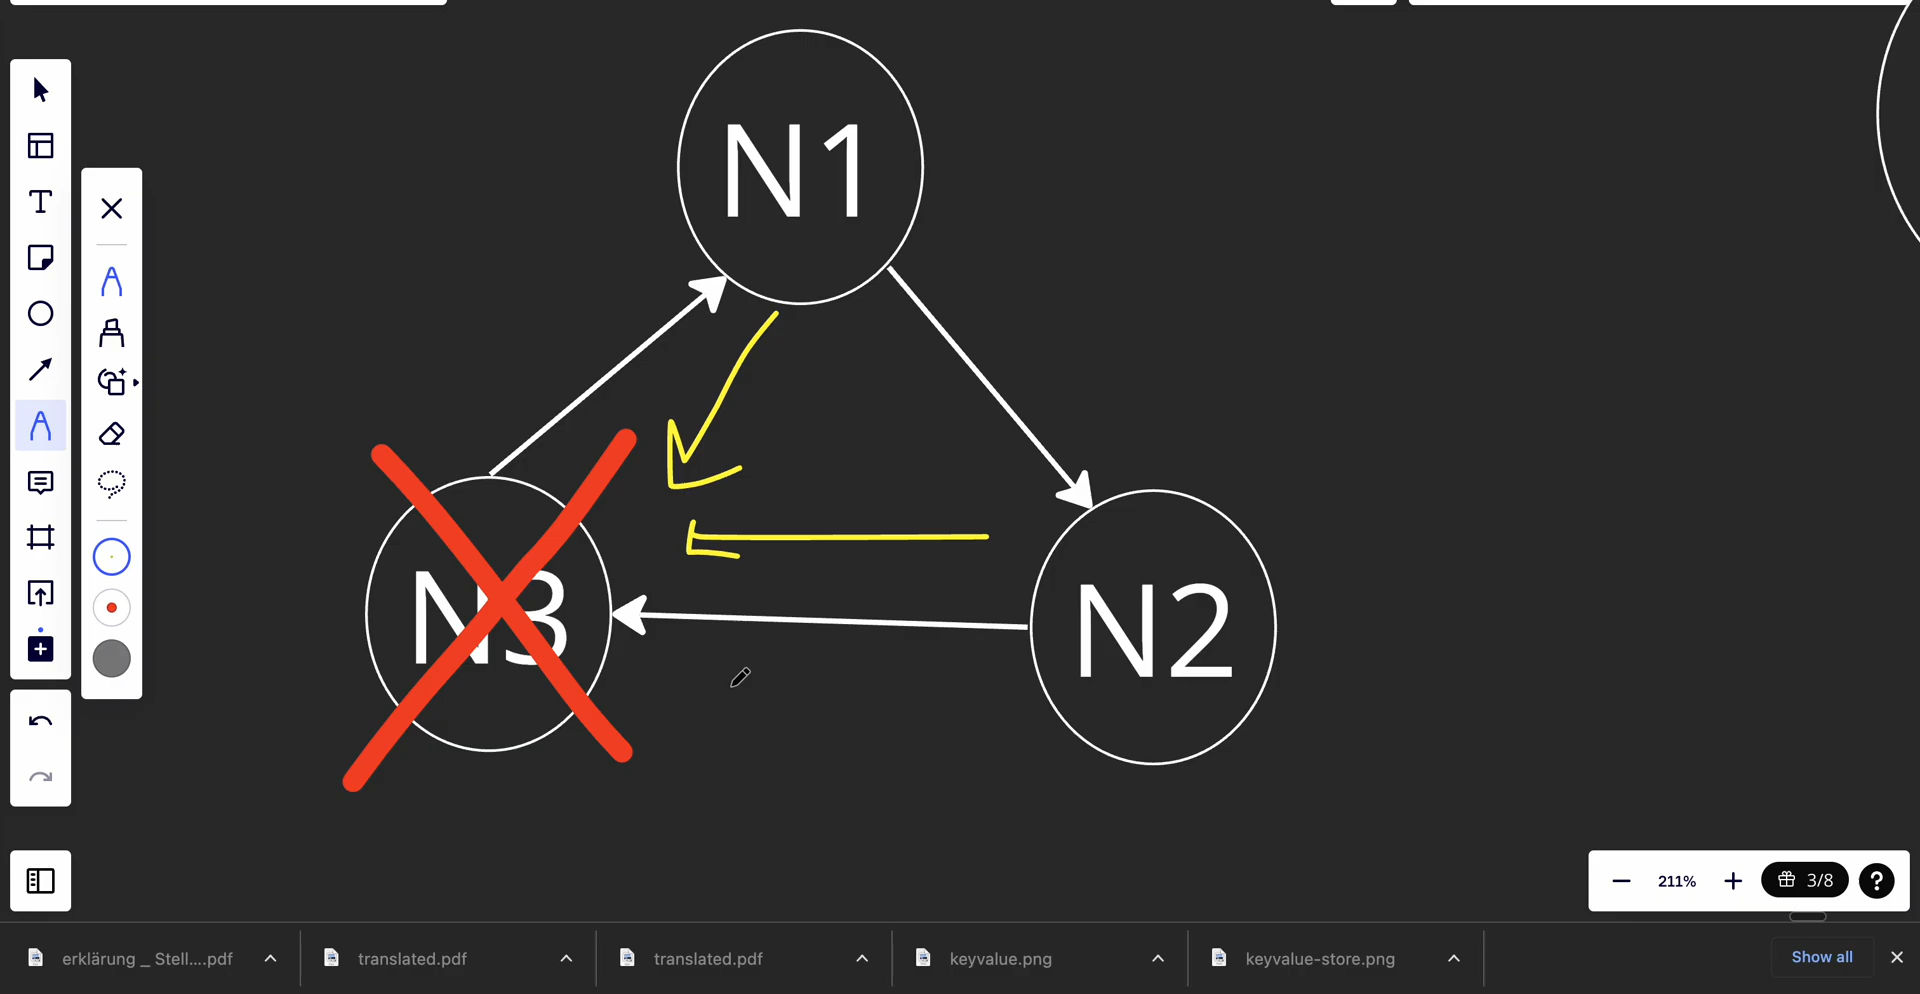 N1
N3
N2
211%
3/8
?
erklärung _ Stell....pdf
translated.pdf
translated.pdf
keyvalue.png
keyvalue-store.png
Show all